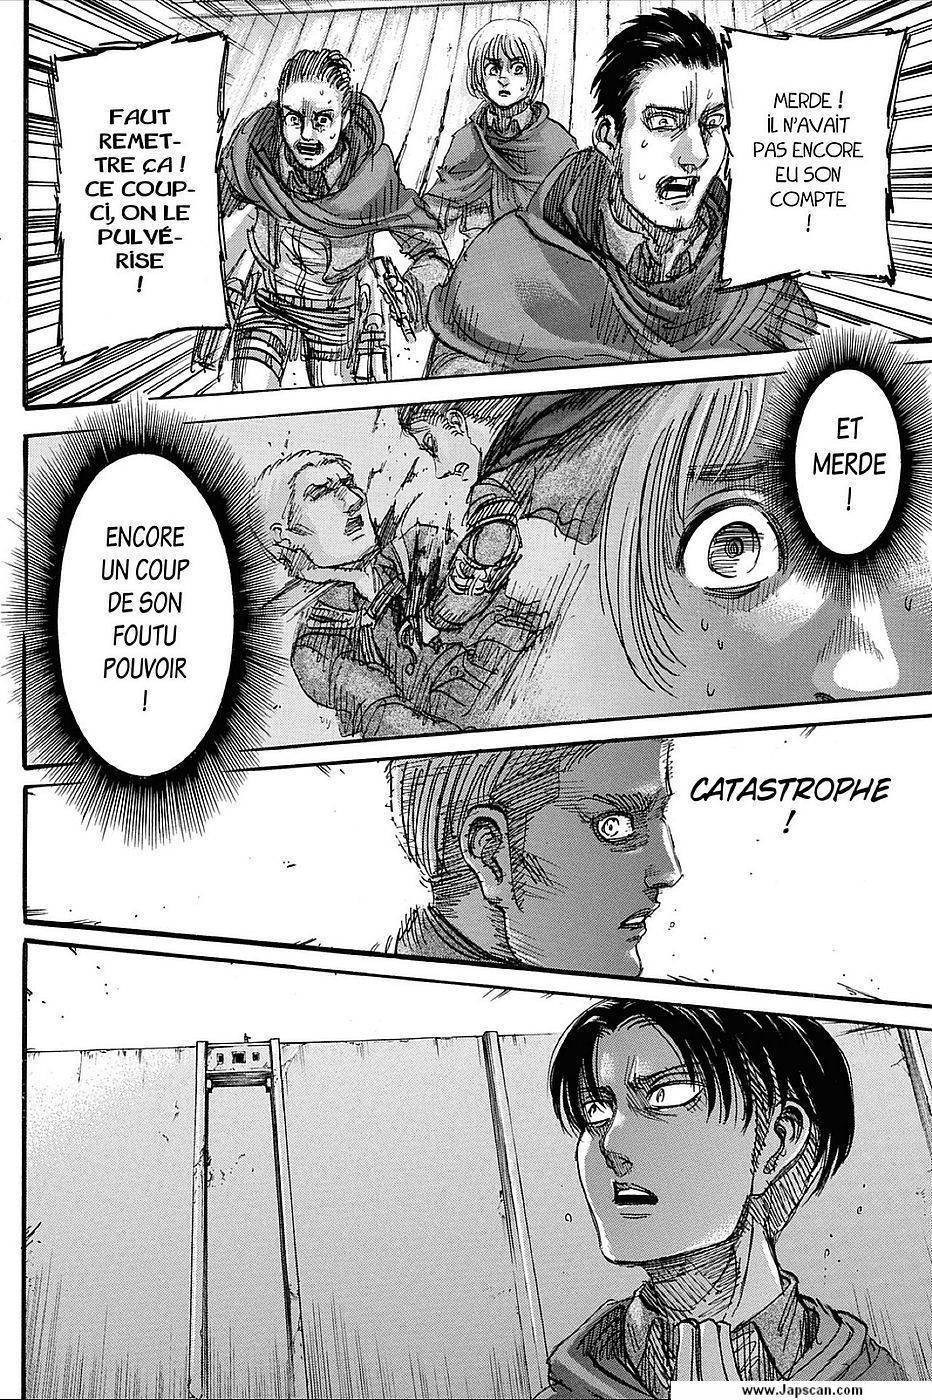 MERDE !
IL N'AVAIT
PAS ENCORE
EU SON
COMPTE
!
FAUT
REMET-
TRE ÇA !
CE COUP-
CI, ON LE
PULVÉ-
RISE
!
ET
MERDE
!
ENCORE
UN COUP
DE SON
FOUTU
POUVOIR
!
CATASTROPHE
!
www.Japscan.com